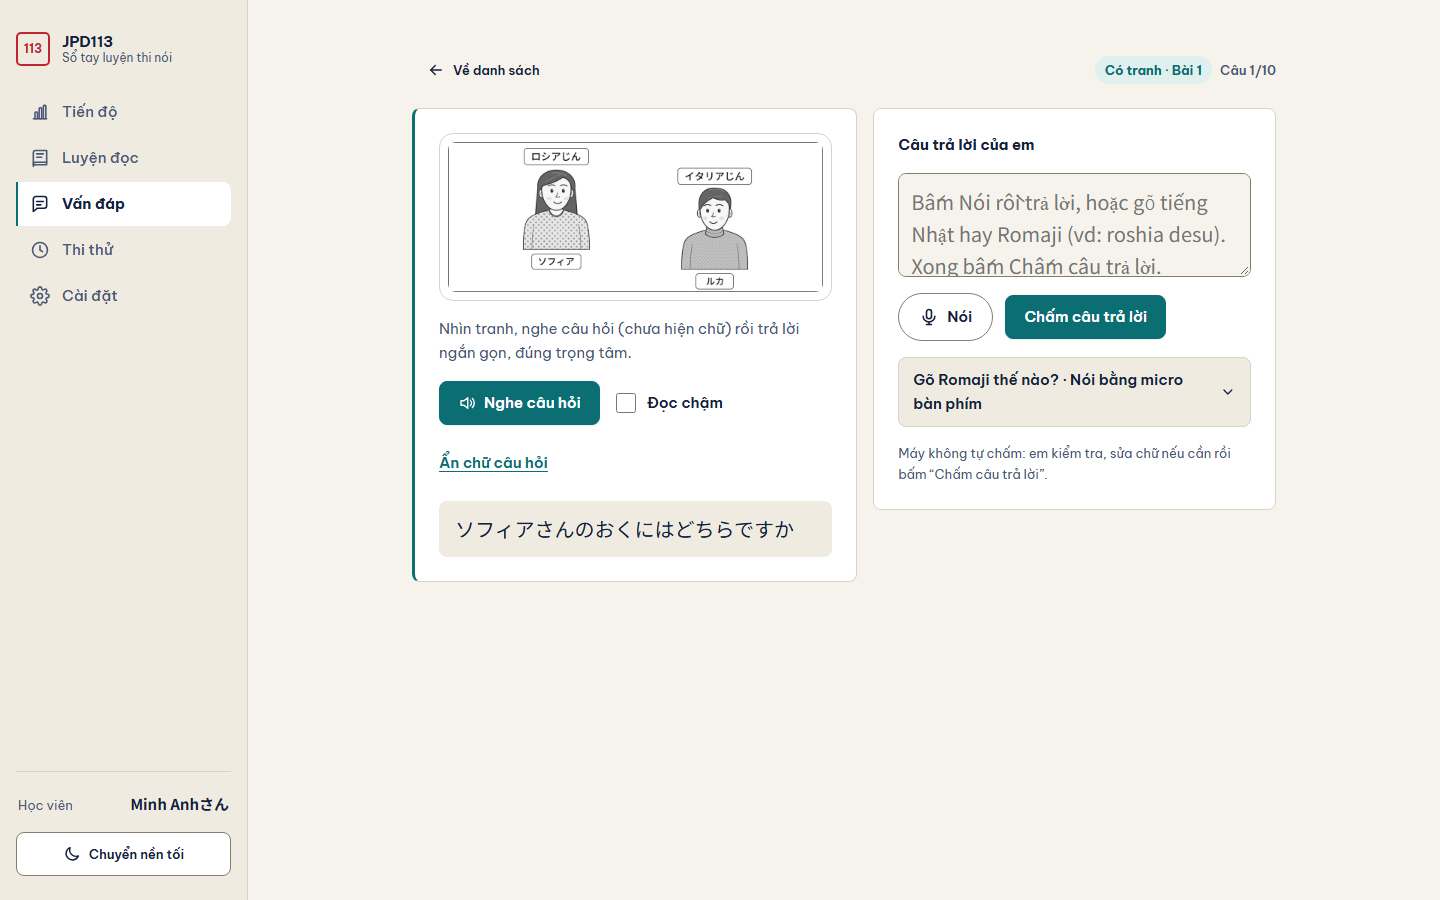 113
JPD113
Sổ tay luyện thi nói
Tiến độ
Luyện đọc
Vấn đáp
Thi thử
Cài đặt
Học viên
Minh Anhさん
Chuyển nền tối
Về danh sách
Có tranh · Bài 1
Câu 1/10
ロシアじん
イタリアじん
ソフィア
ルカ
Nhìn tranh, nghe câu hỏi (chưa hiện chữ) rồi trả lời
ngắn gọn, đúng trọng tâm.
Nghe câu hỏi
Đọc chậm
Ẩn chữ câu hỏi
ソフィアさんのおくにはどちらですか
Câu trả lời của em
Bấm Nói rồi trả lời, hoặc gõ tiếng
Nhật hay Romaji (vd: roshia desu).
Xong bấm Chấm câu trả lời.
Nói
Chấm câu trả lời
Gõ Romaji thế nào? · Nói bằng micro
bàn phím
Máy không tự chấm: em kiểm tra, sửa chữ nếu cần rồi
bấm “Chấm câu trả lời”.